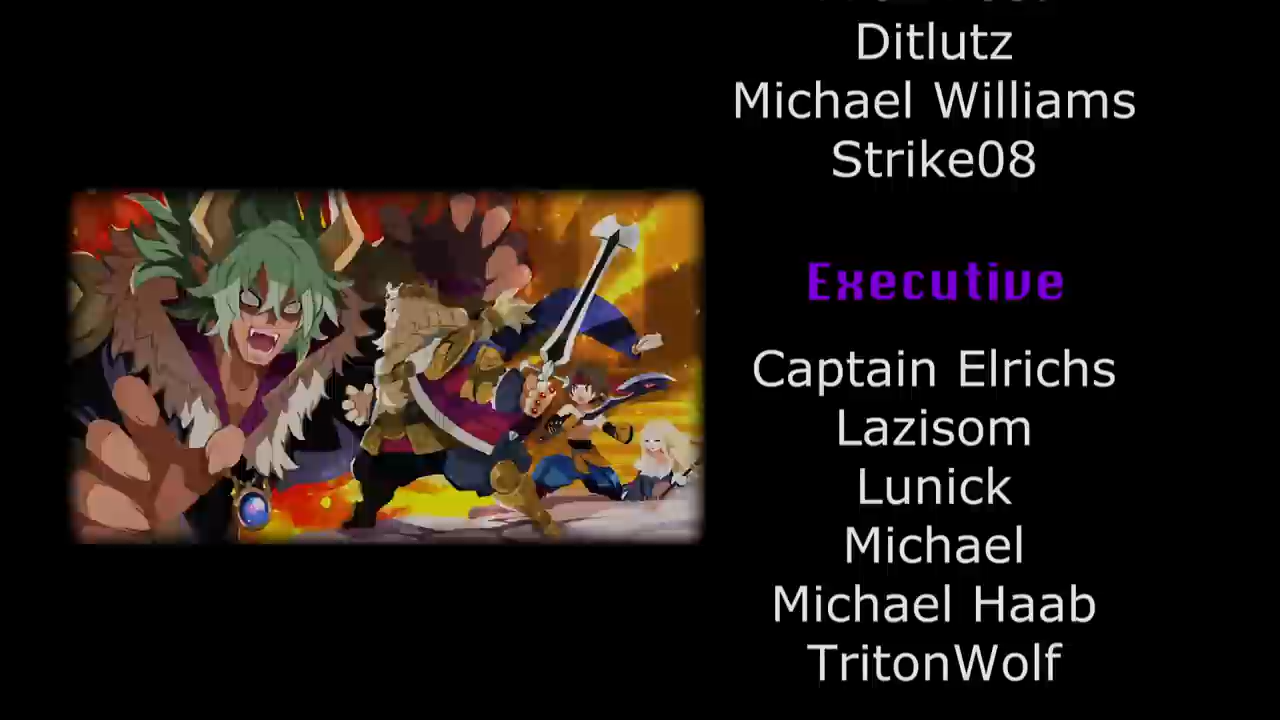 Ditlutz
Michael Williams
Strike08
Executive
Captain Elrichs
Lazisom
Lunick
Michael
Michael Haab
TritonWolf